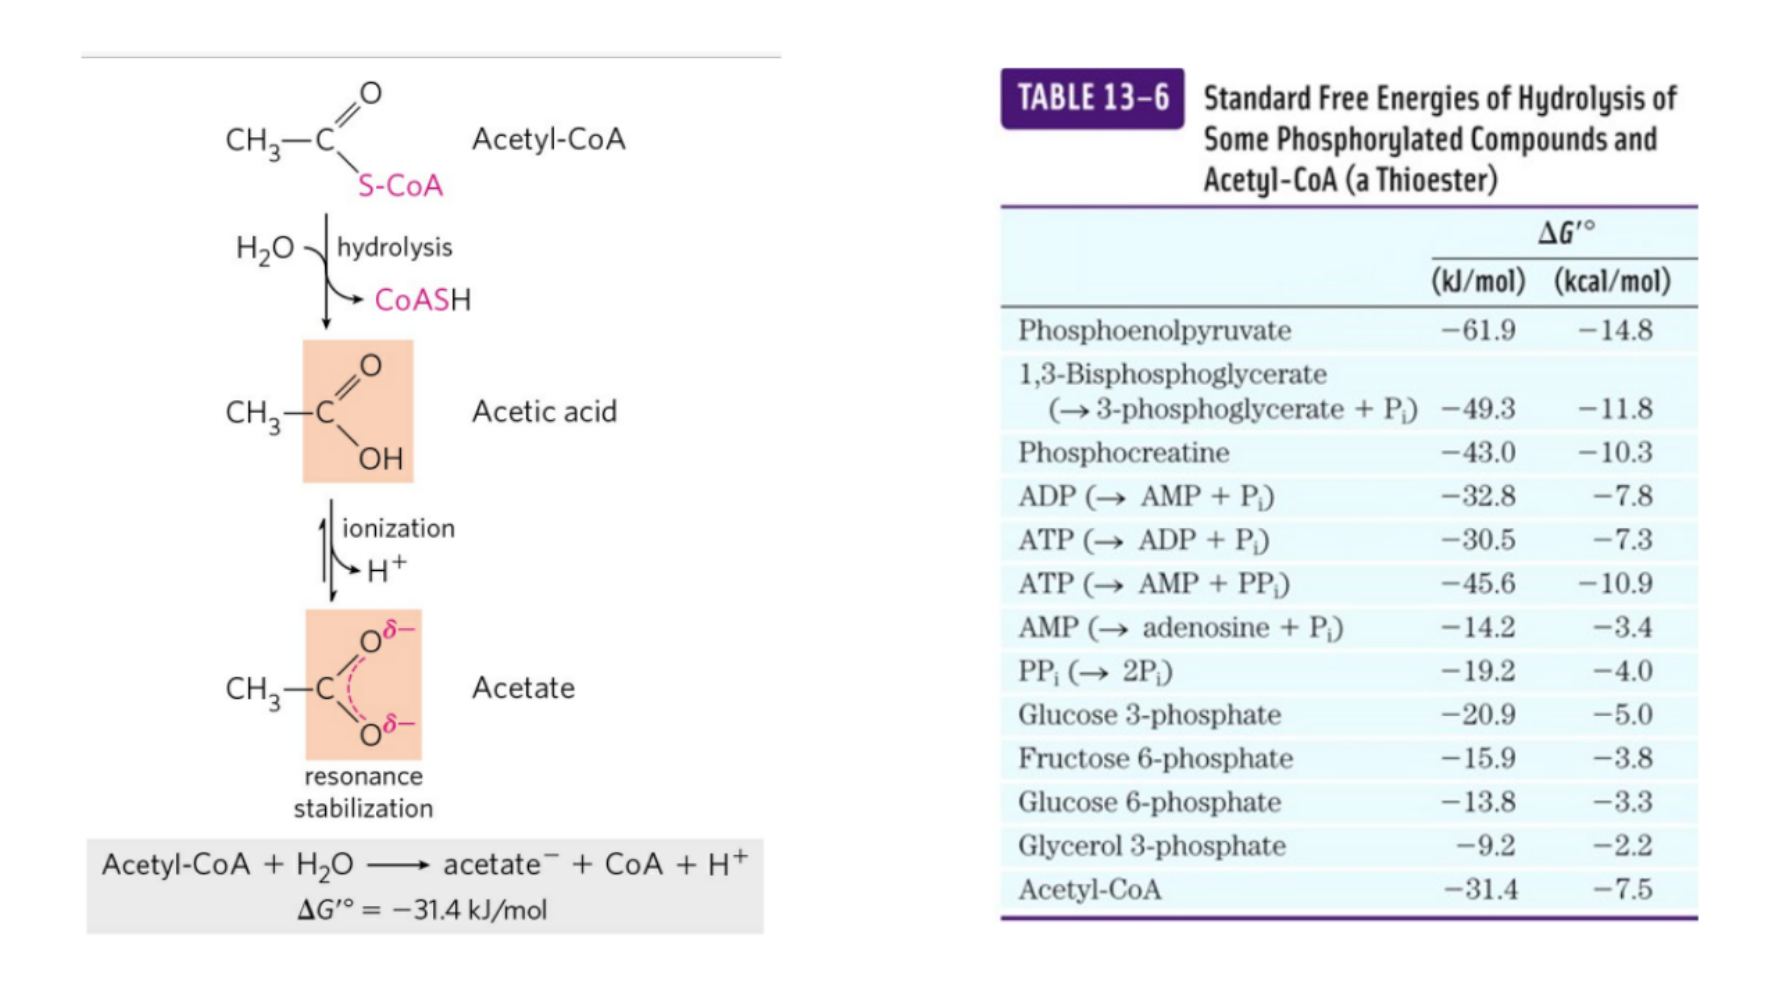 O
CH₃—C
Acetyl-CoA
S-CoA
H₂O
hydrolysis
CoASH
O
CH₃—C
Acetic acid
OH
ionization
H⁺
Oδ−
CH₃—C
Acetate
Oδ−
resonance
stabilization
Acetyl-CoA + H₂O ⟶ acetate⁻ + CoA + H⁺
ΔG′° = −31.4 kJ/mol
TABLE 13–6 Standard Free Energies of Hydrolysis of
Some Phosphorylated Compounds and
Acetyl-CoA (a Thioester)
ΔG′°
(kJ/mol) (kcal/mol)
Phosphoenolpyruvate −61.9 −14.8
1,3-Bisphosphoglycerate
(→ 3-phosphoglycerate + Pᵢ) −49.3 −11.8
Phosphocreatine −43.0 −10.3
ADP (→ AMP + Pᵢ) −32.8 −7.8
ATP (→ ADP + Pᵢ) −30.5 −7.3
ATP (→ AMP + PPᵢ) −45.6 −10.9
AMP (→ adenosine + Pᵢ) −14.2 −3.4
PPᵢ (→ 2Pᵢ) −19.2 −4.0
Glucose 3-phosphate −20.9 −5.0
Fructose 6-phosphate −15.9 −3.8
Glucose 6-phosphate −13.8 −3.3
Glycerol 3-phosphate −9.2 −2.2
Acetyl-CoA −31.4 −7.5